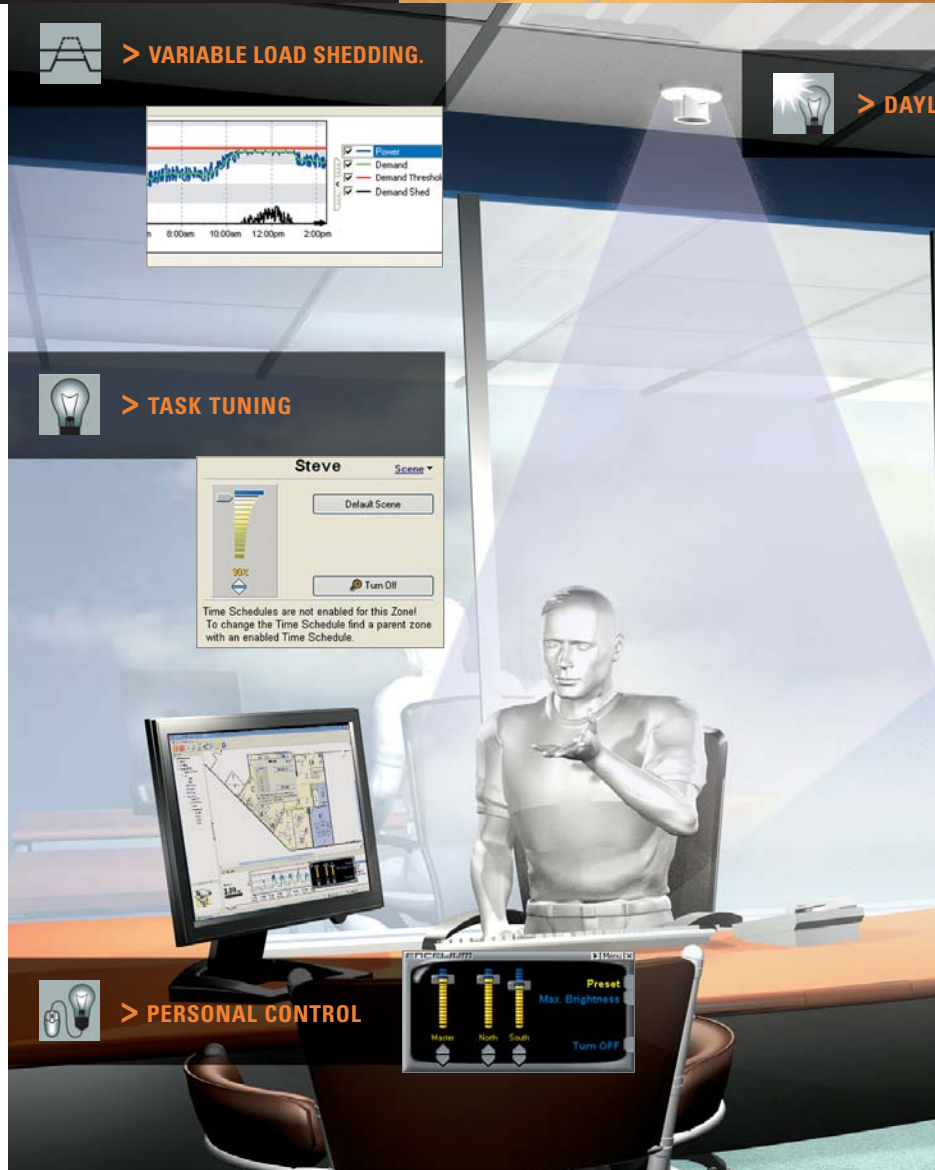 > VARIABLE LOAD SHEDDING.
> DAYL
Power
Demand
Demand Threshol
Demand Shed
8:00am 10:00am 12:00pm 2:00pm
> TASK TUNING
Steve
Scene
Default Scene
90%
Turn Off
Time Schedules are not enabled for this Zone!
To change the Time Schedule find a parent zone
with an enabled Time Schedule.
> PERSONAL CONTROL
ENCELIUM
Menu X
Preset
Max. Brightness
Master North South
Turn OFF